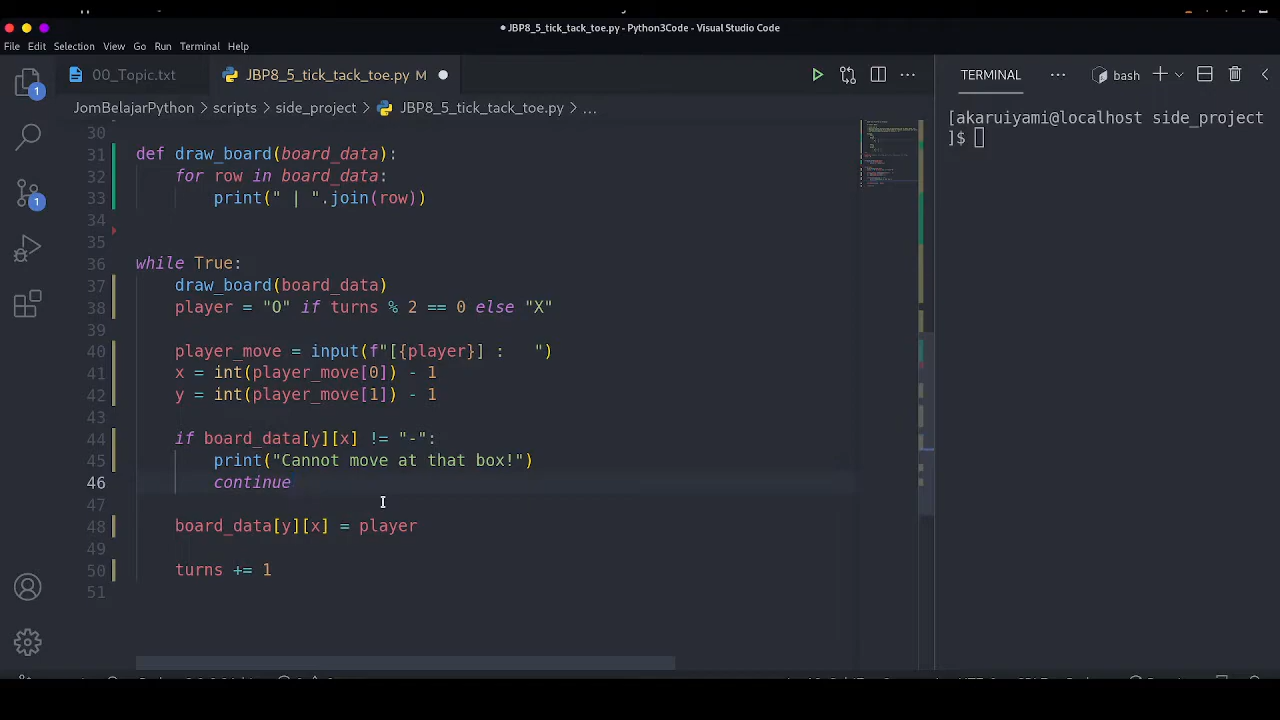 JBP8_5_tick_tack_toe.py - Python3Code - Visual Studio Code
File Edit Selection View Go Run Terminal Help
00_Topic.txt JBP8_5_tick_tack_toe.py M
TERMINAL ··· bash
JomBelajarPython > scripts > side_project > JBP8_5_tick_tack_toe.py > ...
[akaruiyami@localhost side_project
]$
30
31 def draw_board(board_data):
32     for row in board_data:
33         print(" | ".join(row))
34
35
36 while True:
37     draw_board(board_data)
38     player = "O" if turns % 2 == 0 else "X"
39
40     player_move = input(f"[{player}] :   ")
41     x = int(player_move[0]) - 1
42     y = int(player_move[1]) - 1
43
44     if board_data[y][x] != "-":
45         print("Cannot move at that box!")
46         continue
47
48     board_data[y][x] = player
49
50     turns += 1
51
1
1